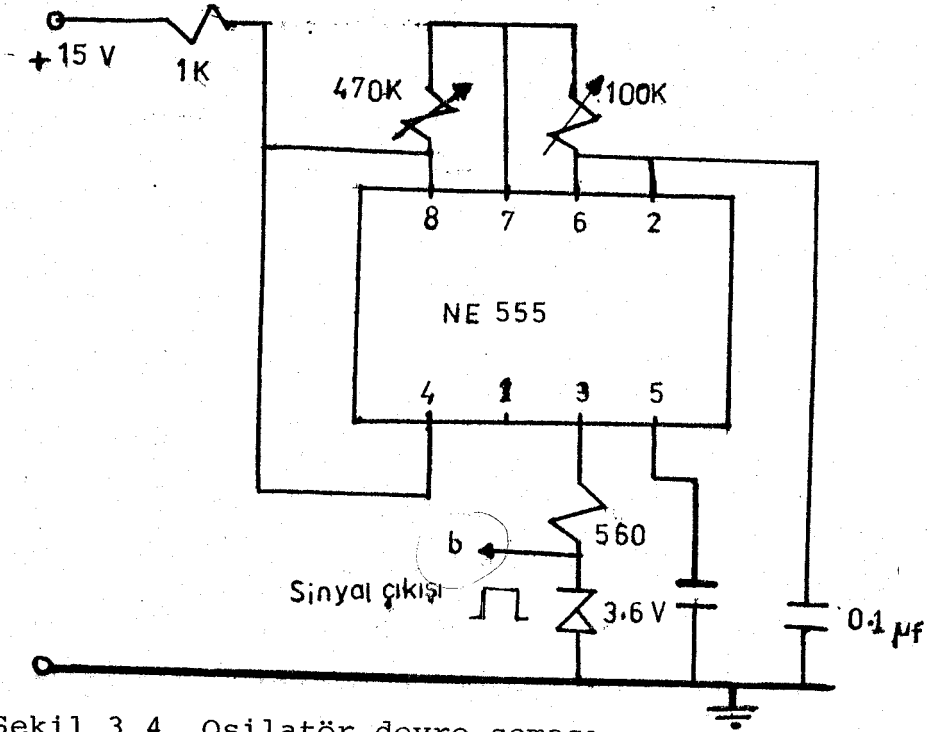 +15 V
1K
470K
100K
8 7 6 2
NE 555
4 1 3 5
560
b
Sinyal çıkışı
3.6 V
0.1 µf
Şekil 3.4. Osilatör devre şeması